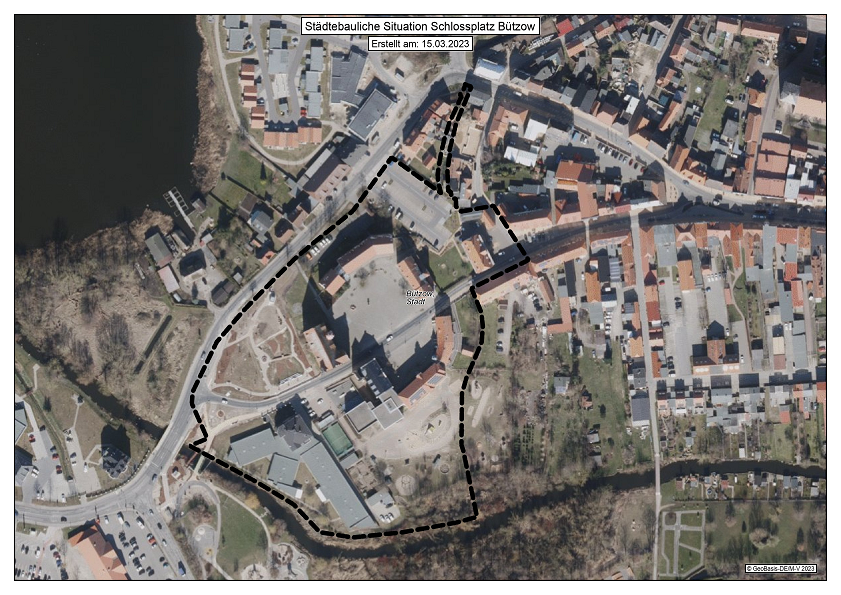 Städtebauliche Situation Schlossplatz Bützow
Erstellt am: 15.03.2023
Bützow,
Stadt
© GeoBasis-DE/M-V 2023